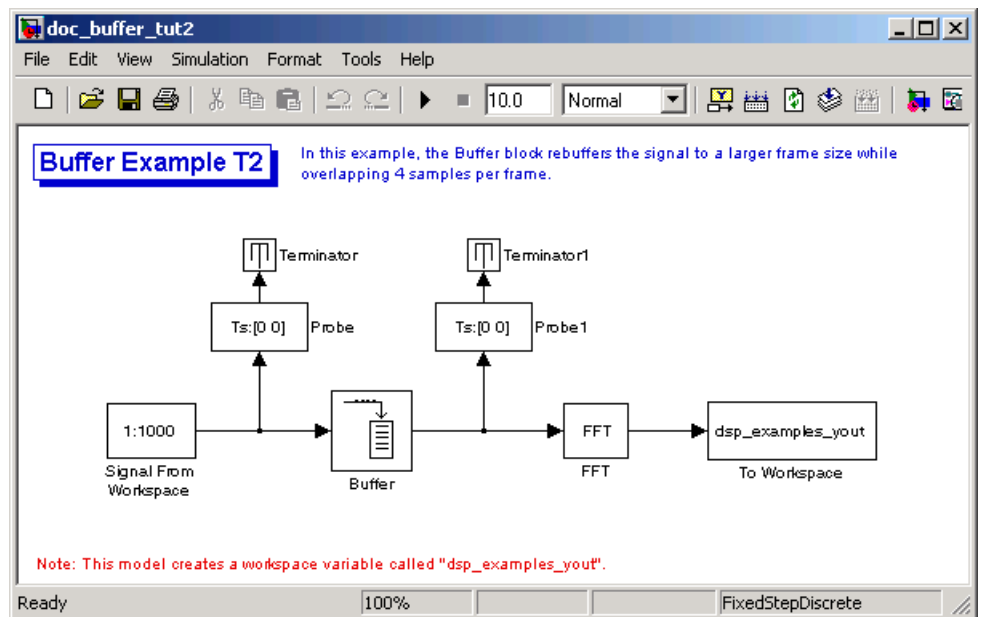 doc_buffer_tut2
File Edit View Simulation Format Tools Help
10.0 Normal
Buffer Example T2
In this example, the Buffer block rebuffers the signal to a larger frame size while
overlapping 4 samples per frame.
Terminator Terminator1
Ts:[0 0] Probe Ts:[0 0] Probe1
1:1000 FFT dsp_examples_yout
Signal From
Workspace
Buffer
FFT
To Workspace
Note: This model creates a workspace variable called "dsp_examples_yout".
Ready 100% FixedStepDiscrete